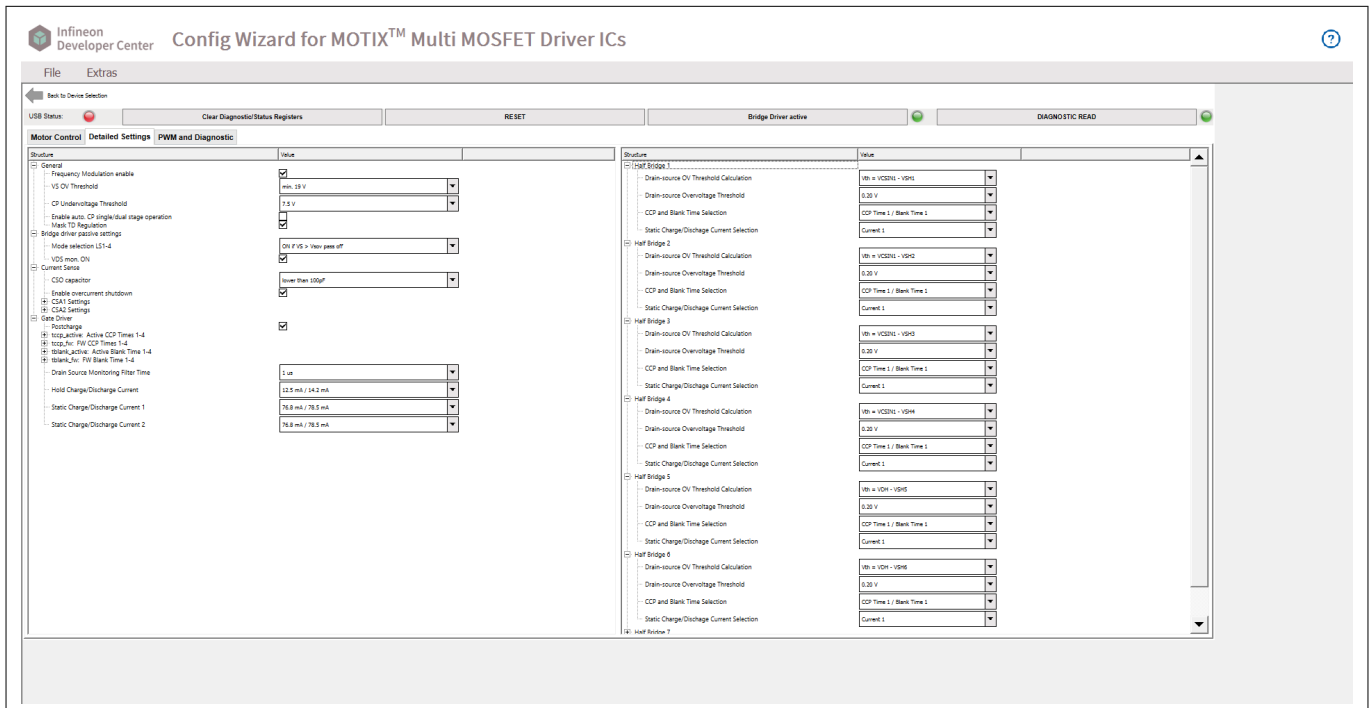 Infineon
Developer Center
Config Wizard for MOTIX™ Multi MOSFET Driver ICs
?
File Extras
Back to Device Selection
USB Status: Clear Diagnostic/Status Registers RESET Bridge Driver active DIAGNOSTIC READ
Motor Control Detailed Settings PWM and Diagnostic
Structure Value
General
Frequency Modulation enable
VS OV Threshold min. 19 V
CP Undervoltage Threshold 7.5 V
Enable auto. CP single/dual stage operation
Mask TD Regulation
Bridge driver passive settings
Mode selection LS1-4 ON if VS > Vsov pass off
VDS mon. ON
Current Sense
CSO capacitor lower than 100pF
Enable overcurrent shutdown
CSA1 Settings
CSA2 Settings
Gate Driver
Postcharge
tccp_active: Active CCP Times 1-4
tccp_fw: FW CCP Times 1-4
tblank_active: Active Blank Time 1-4
tblank_fw: FW Blank Time 1-4
Drain Source Monitoring Filter Time 1 us
Hold Charge/Discharge Current 12.5 mA / 14.2 mA
Static Charge/Discharge Current 1 76.8 mA / 78.5 mA
Static Charge/Discharge Current 2 76.8 mA / 78.5 mA
Structure Value
Half Bridge 1
Drain-source OV Threshold Calculation Vth = VCSIN1 - VSH1
Drain-source Overvoltage Threshold 0.20 V
CCP and Blank Time Selection CCP Time 1 / Blank Time 1
Static Charge/Dischage Current Selection Current 1
Half Bridge 2
Drain-source OV Threshold Calculation Vth = VCSIN1 - VSH2
Drain-source Overvoltage Threshold 0.20 V
CCP and Blank Time Selection CCP Time 1 / Blank Time 1
Static Charge/Dischage Current Selection Current 1
Half Bridge 3
Drain-source OV Threshold Calculation Vth = VCSIN1 - VSH3
Drain-source Overvoltage Threshold 0.20 V
CCP and Blank Time Selection CCP Time 1 / Blank Time 1
Static Charge/Dischage Current Selection Current 1
Half Bridge 4
Drain-source OV Threshold Calculation Vth = VCSIN1 - VSH4
Drain-source Overvoltage Threshold 0.20 V
CCP and Blank Time Selection CCP Time 1 / Blank Time 1
Static Charge/Dischage Current Selection Current 1
Half Bridge 5
Drain-source OV Threshold Calculation Vth = VDH - VSH5
Drain-source Overvoltage Threshold 0.20 V
CCP and Blank Time Selection CCP Time 1 / Blank Time 1
Static Charge/Dischage Current Selection Current 1
Half Bridge 6
Drain-source OV Threshold Calculation Vth = VDH - VSH6
Drain-source Overvoltage Threshold 0.20 V
CCP and Blank Time Selection CCP Time 1 / Blank Time 1
Static Charge/Dischage Current Selection Current 1
Half Bridge 7